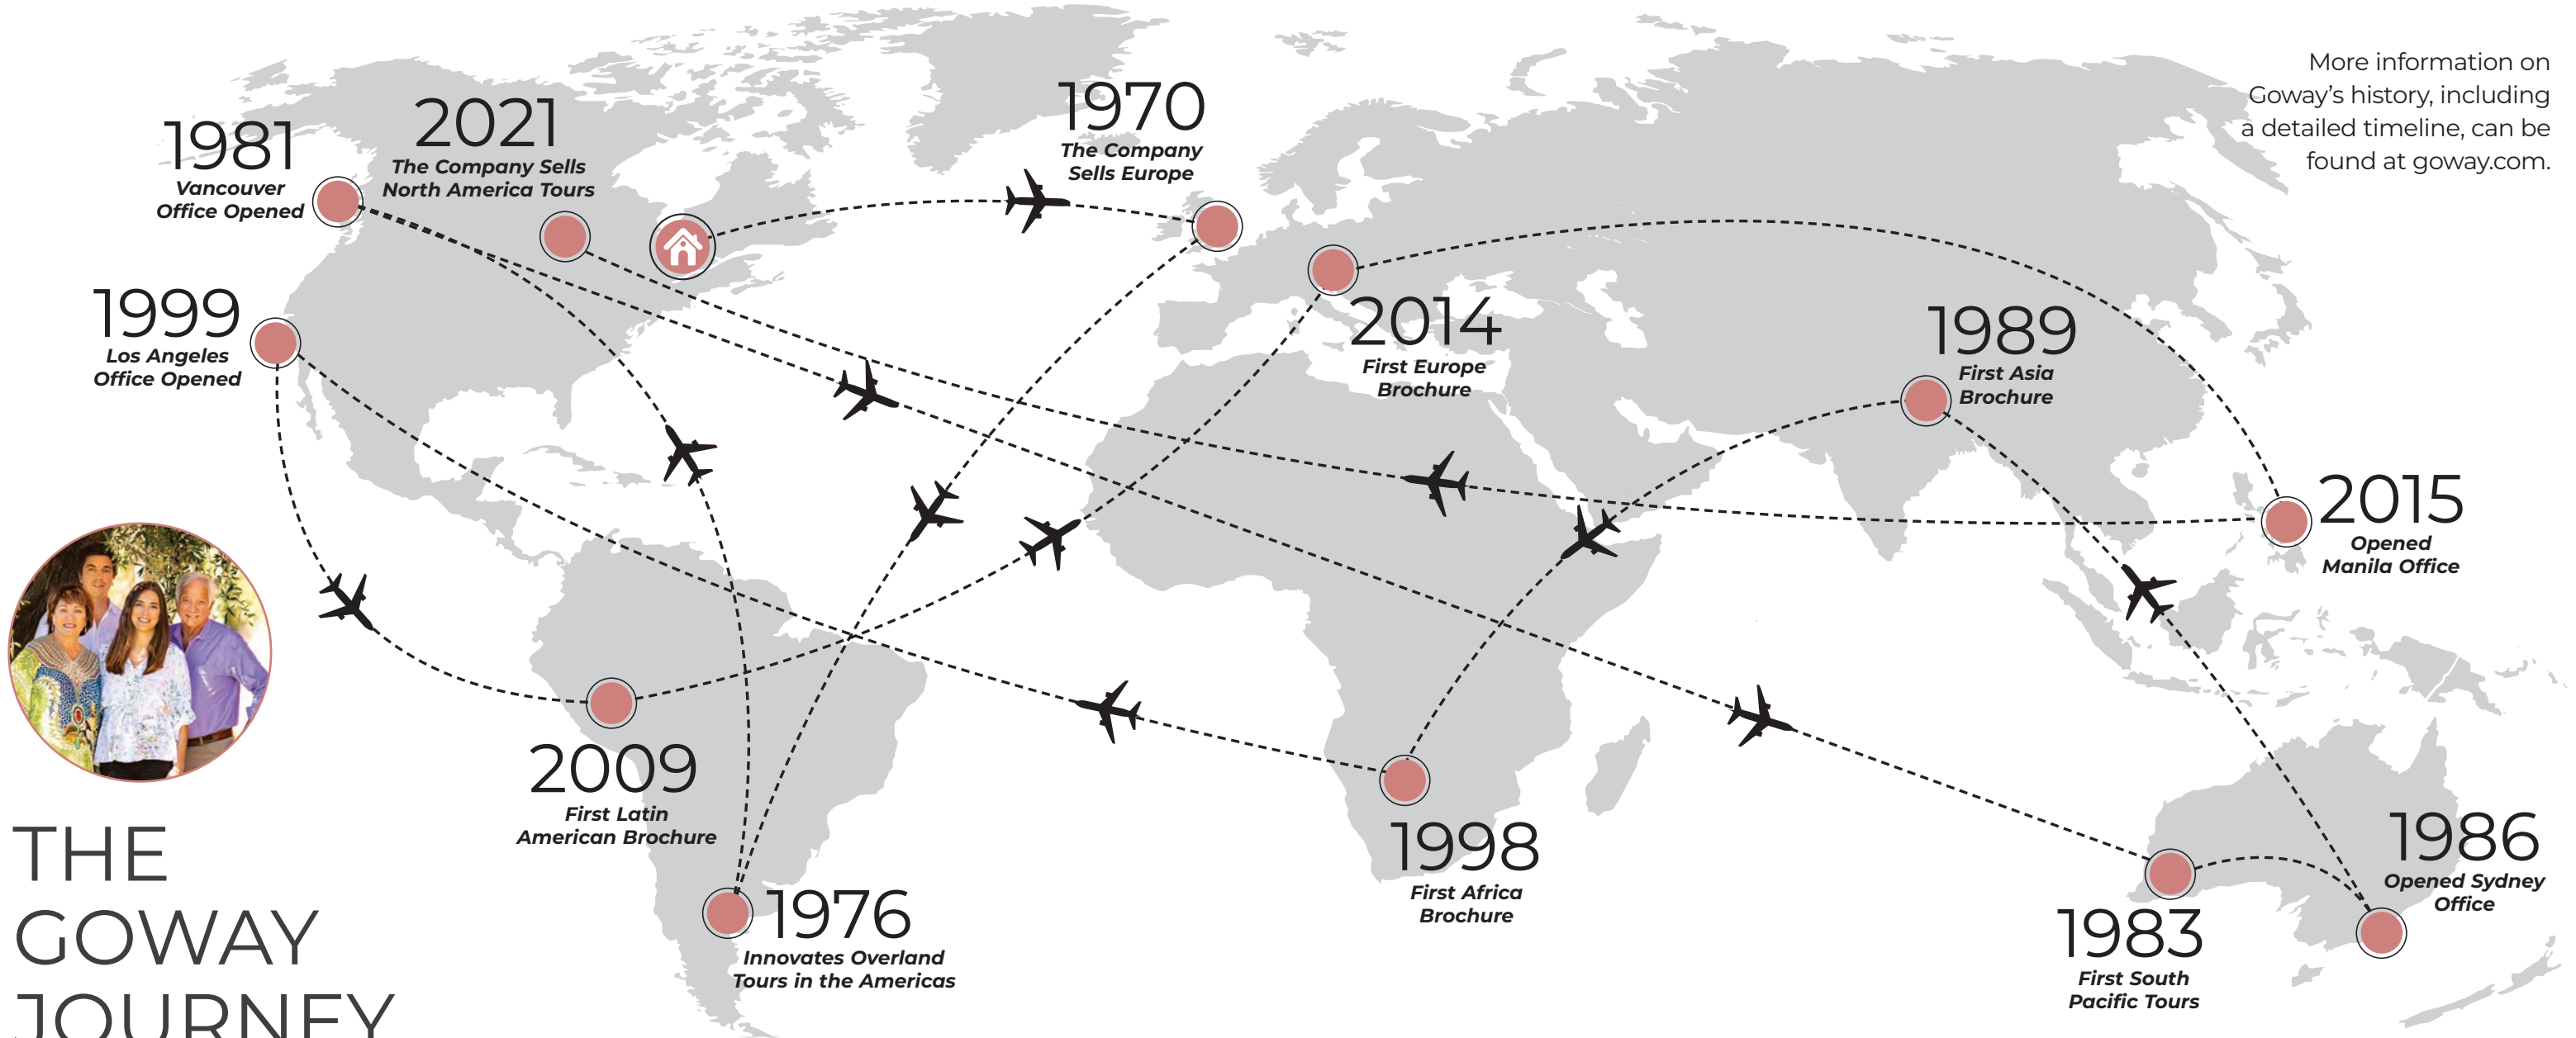 More information on
Goway's history, including
a detailed timeline, can be
found at goway.com.
1981
Vancouver
Office Opened
2021
The Company Sells
North America Tours
1970
The Company
Sells Europe
1999
Los Angeles
Office Opened
2014
First Europe
Brochure
1989
First Asia
Brochure
2015
Opened
Manila Office
2009
First Latin
American Brochure
1976
Innovates Overland
Tours in the Americas
1998
First Africa
Brochure
1983
First South
Pacific Tours
1986
Opened Sydney
Office
THE
GOWAY
JOURNEY